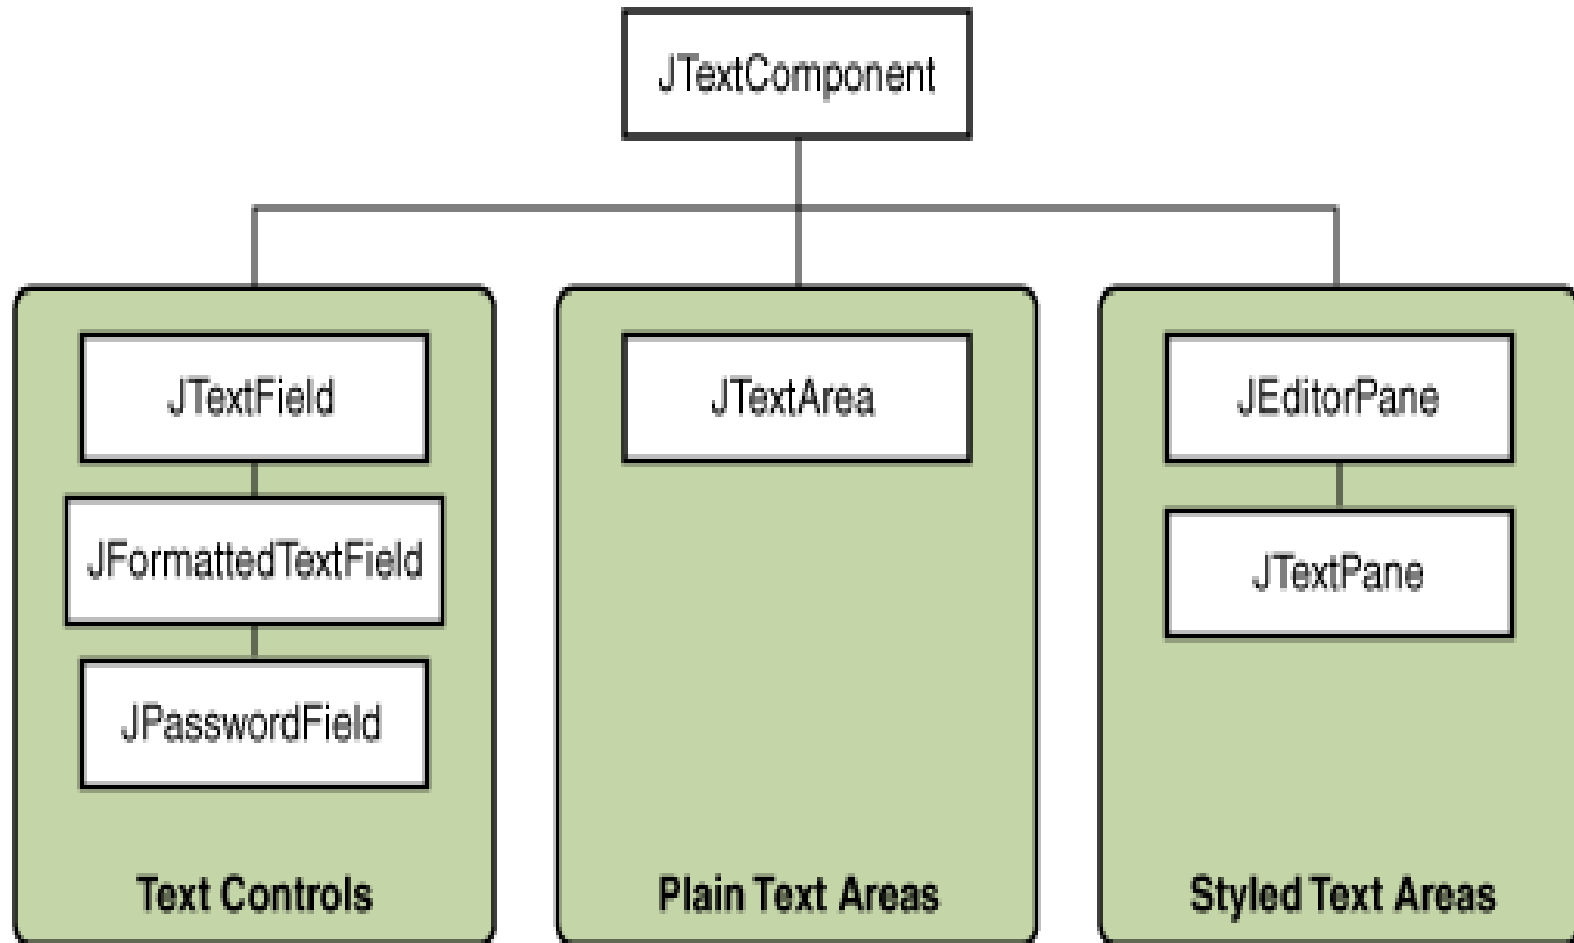 JTextComponent
JTextField
JFormattedTextField
JPasswordField
Text Controls
JTextArea
Plain Text Areas
JEditorPane
JTextPane
Styled Text Areas